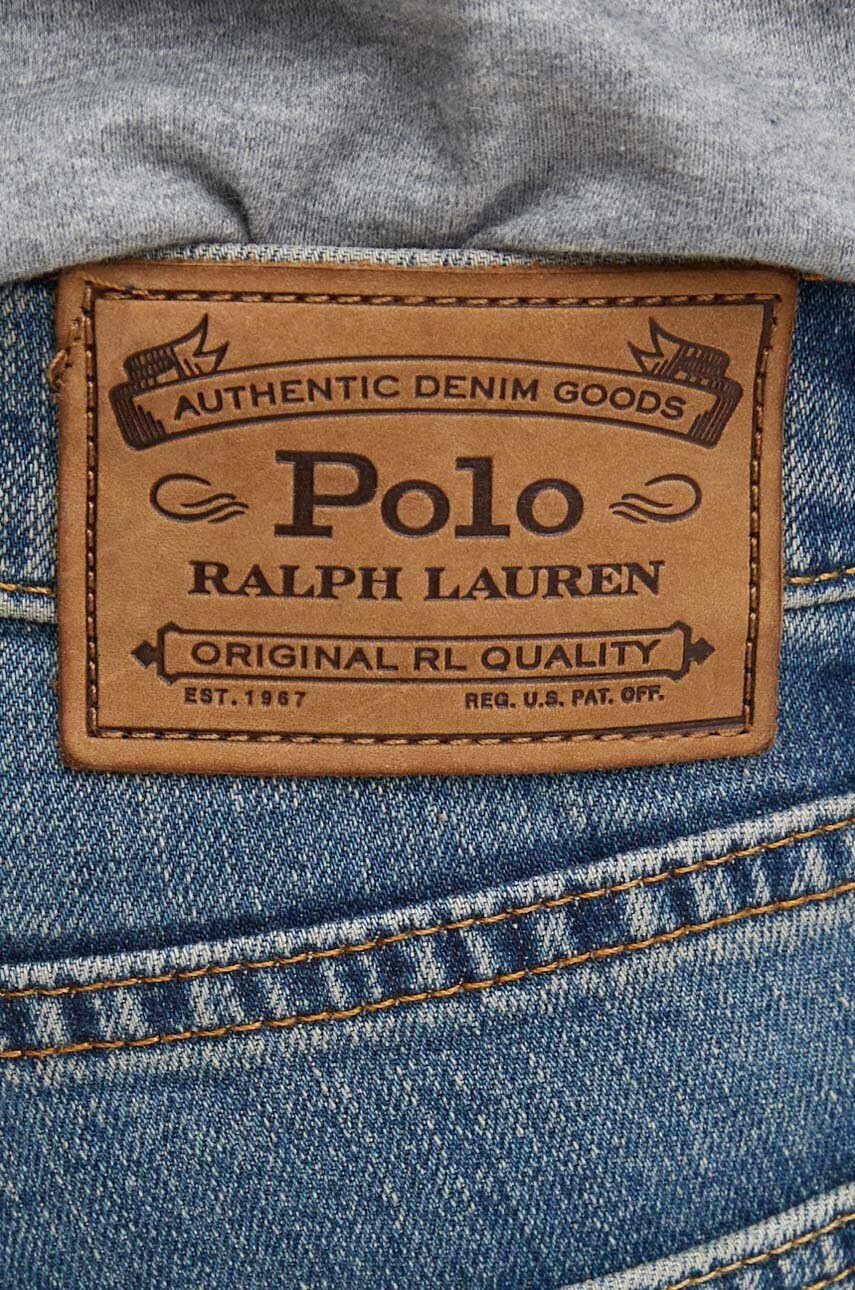 AUTHENTIC DENIM GOODS
Polo
RALPH LAUREN
ORIGINAL RL QUALITY
EST. 1967 REG. U.S. PAT. OFF.